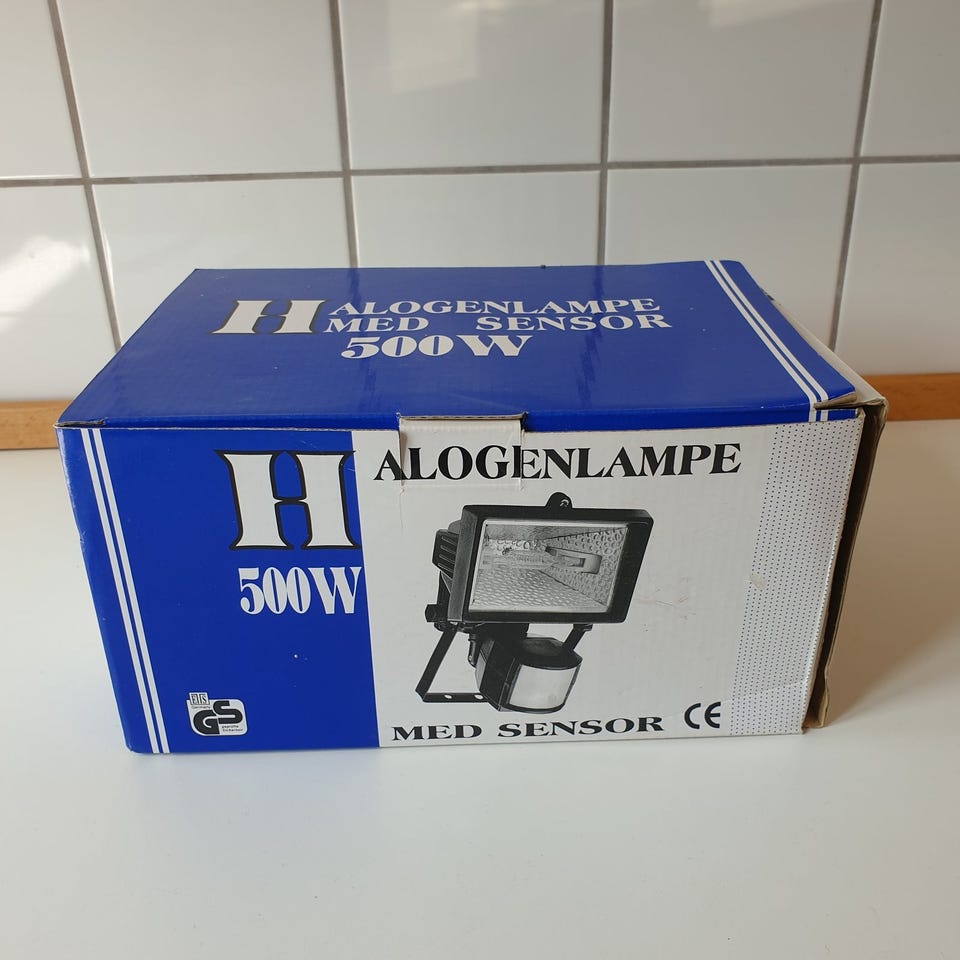 HALOGENLAMPE
MED SENSOR
500W
HALOGENLAMPE
500W
MED SENSOR CE
GS